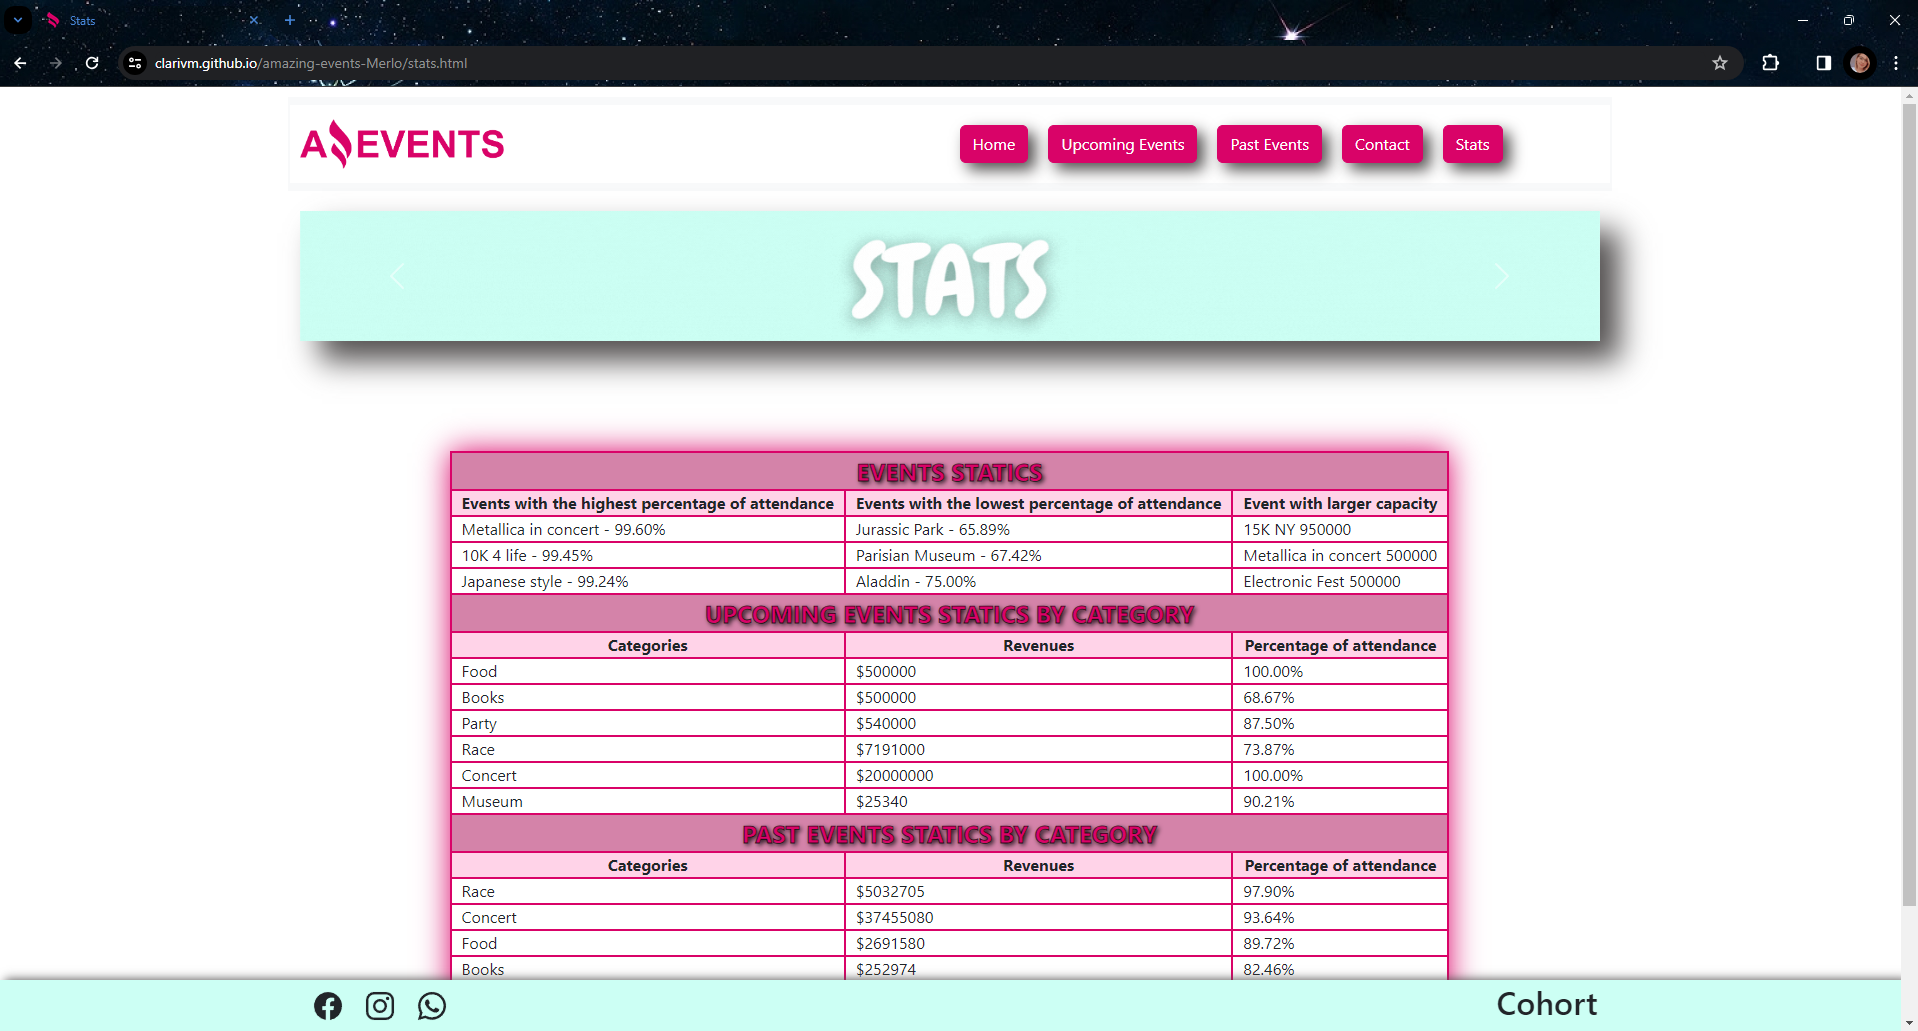 Stats
clarivm.github.io/amazing-events-Merlo/stats.html
A EVENTS
Home Upcoming Events Past Events Contact Stats
STATS
EVENTS STATICS
Events with the highest percentage of attendance Events with the lowest percentage of attendance Event with larger capacity
Metallica in concert - 99.60% Jurassic Park - 65.89% 15K NY 950000
10K 4 life - 99.45% Parisian Museum - 67.42% Metallica in concert 500000
Japanese style - 99.24% Aladdin - 75.00% Electronic Fest 500000
UPCOMING EVENTS STATICS BY CATEGORY
Categories Revenues Percentage of attendance
Food $500000 100.00%
Books $500000 68.67%
Party $540000 87.50%
Race $7191000 73.87%
Concert $20000000 100.00%
Museum $25340 90.21%
PAST EVENTS STATICS BY CATEGORY
Categories Revenues Percentage of attendance
Race $5032705 97.90%
Concert $37455080 93.64%
Food $2691580 89.72%
Books $252974 82.46%
Cohort